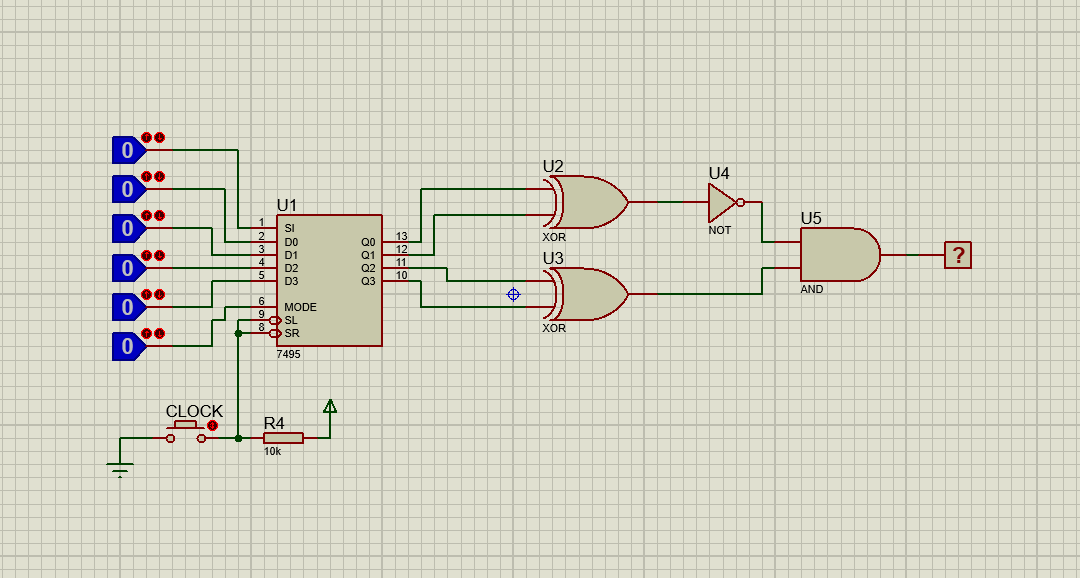 0
0
0
0
0
0
U1
1 SI
2 D0 Q0 13
3 D1 Q1 12
4 D2 Q2 11
5 D3 Q3 10
6 MODE
9 SL
8 SR
7495
U2
XOR
U3
XOR
U4
NOT
U5
AND
?
CLOCK
R4
10k